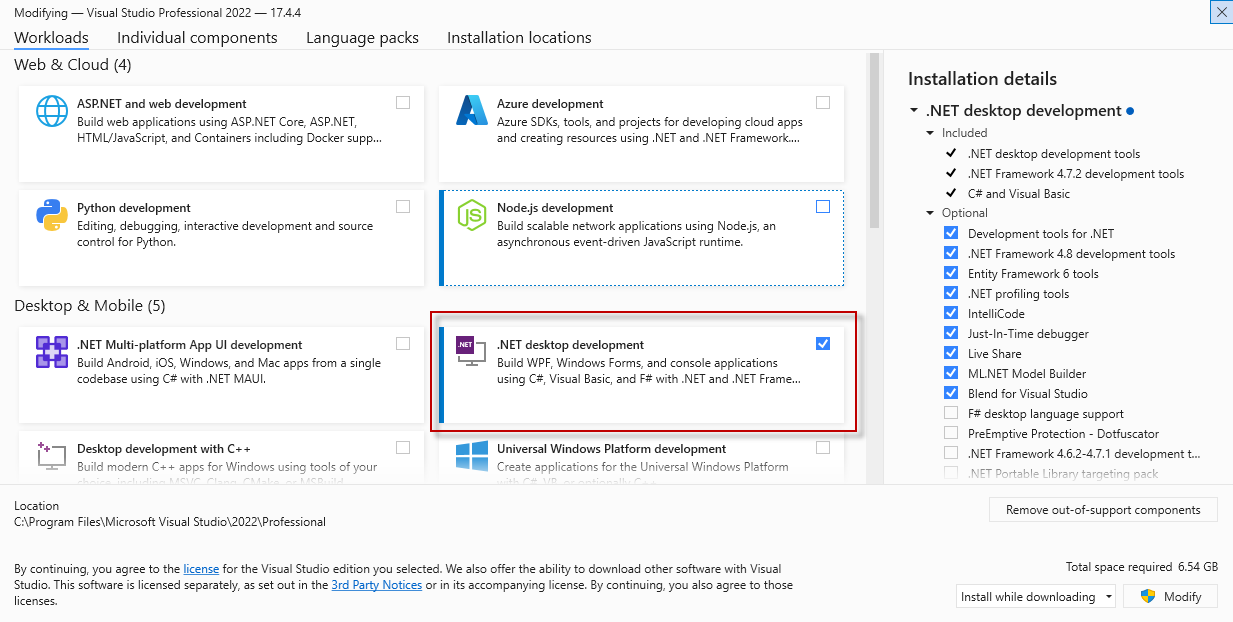 Modifying — Visual Studio Professional 2022 — 17.4.4
Workloads
Individual components
Language packs
Installation locations
Web & Cloud (4)
ASP.NET and web development
Build web applications using ASP.NET Core, ASP.NET,
HTML/JavaScript, and Containers including Docker supp...
Azure development
Azure SDKs, tools, and projects for developing cloud apps
and creating resources using .NET and .NET Framework....
Python development
Editing, debugging, interactive development and source
control for Python.
JS
Node.js development
Build scalable network applications using Node.js, an
asynchronous event-driven JavaScript runtime.
Desktop & Mobile (5)
.NET Multi-platform App UI development
Build Android, iOS, Windows, and Mac apps from a single
codebase using C# with .NET MAUI.
.NET
.NET desktop development
Build WPF, Windows Forms, and console applications
using C#, Visual Basic, and F# with .NET and .NET Frame...
Desktop development with C++
Build modern C++ apps for Windows using tools of your
choice, including MSVC, Clang, CMake, or MSBuild.
Universal Windows Platform development
Create applications for the Universal Windows Platform
with C#, VB, or optionally C++.
Installation details
.NET desktop development
Included
.NET desktop development tools
.NET Framework 4.7.2 development tools
C# and Visual Basic
Optional
Development tools for .NET
.NET Framework 4.8 development tools
Entity Framework 6 tools
.NET profiling tools
IntelliCode
Just-In-Time debugger
Live Share
ML.NET Model Builder
Blend for Visual Studio
F# desktop language support
PreEmptive Protection - Dotfuscator
.NET Framework 4.6.2-4.7.1 development t...
.NET Portable Library targeting pack
Location
C:\Program Files\Microsoft Visual Studio\2022\Professional
Remove out-of-support components
By continuing, you agree to the license for the Visual Studio edition you selected. We also offer the ability to download other software with Visual
Studio. This software is licensed separately, as set out in the 3rd Party Notices or in its accompanying license. By continuing, you also agree to those
licenses.
Total space required 6.54 GB
Install while downloading
Modify